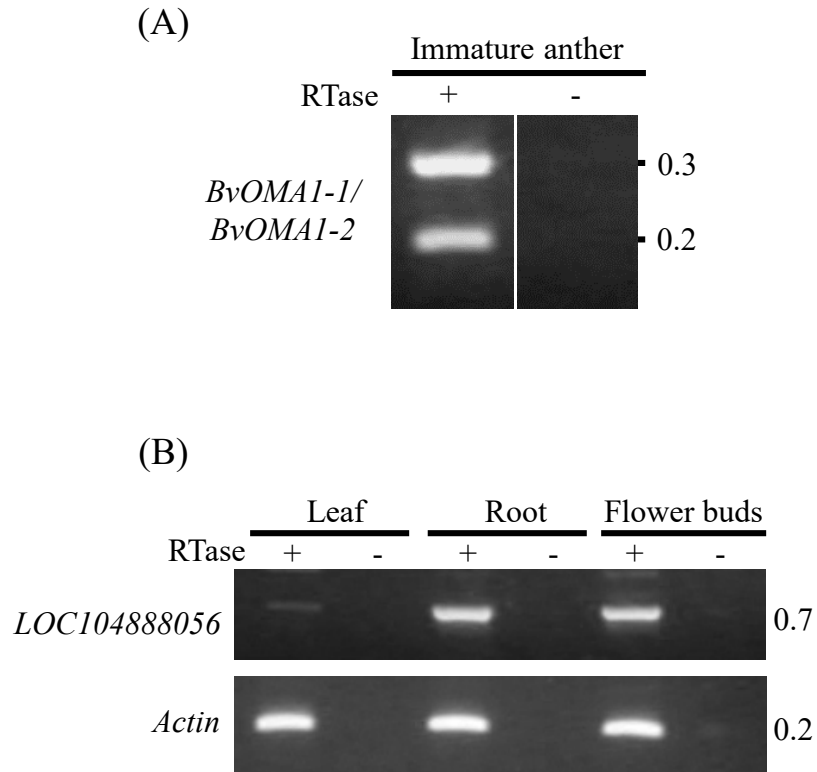 (A)
Immature anther
RTase + -
BvOMA1-1/
BvOMA1-2
0.3
0.2
(B)
Leaf Root Flower buds
RTase + - + - + -
LOC104888056 0.7
Actin 0.2